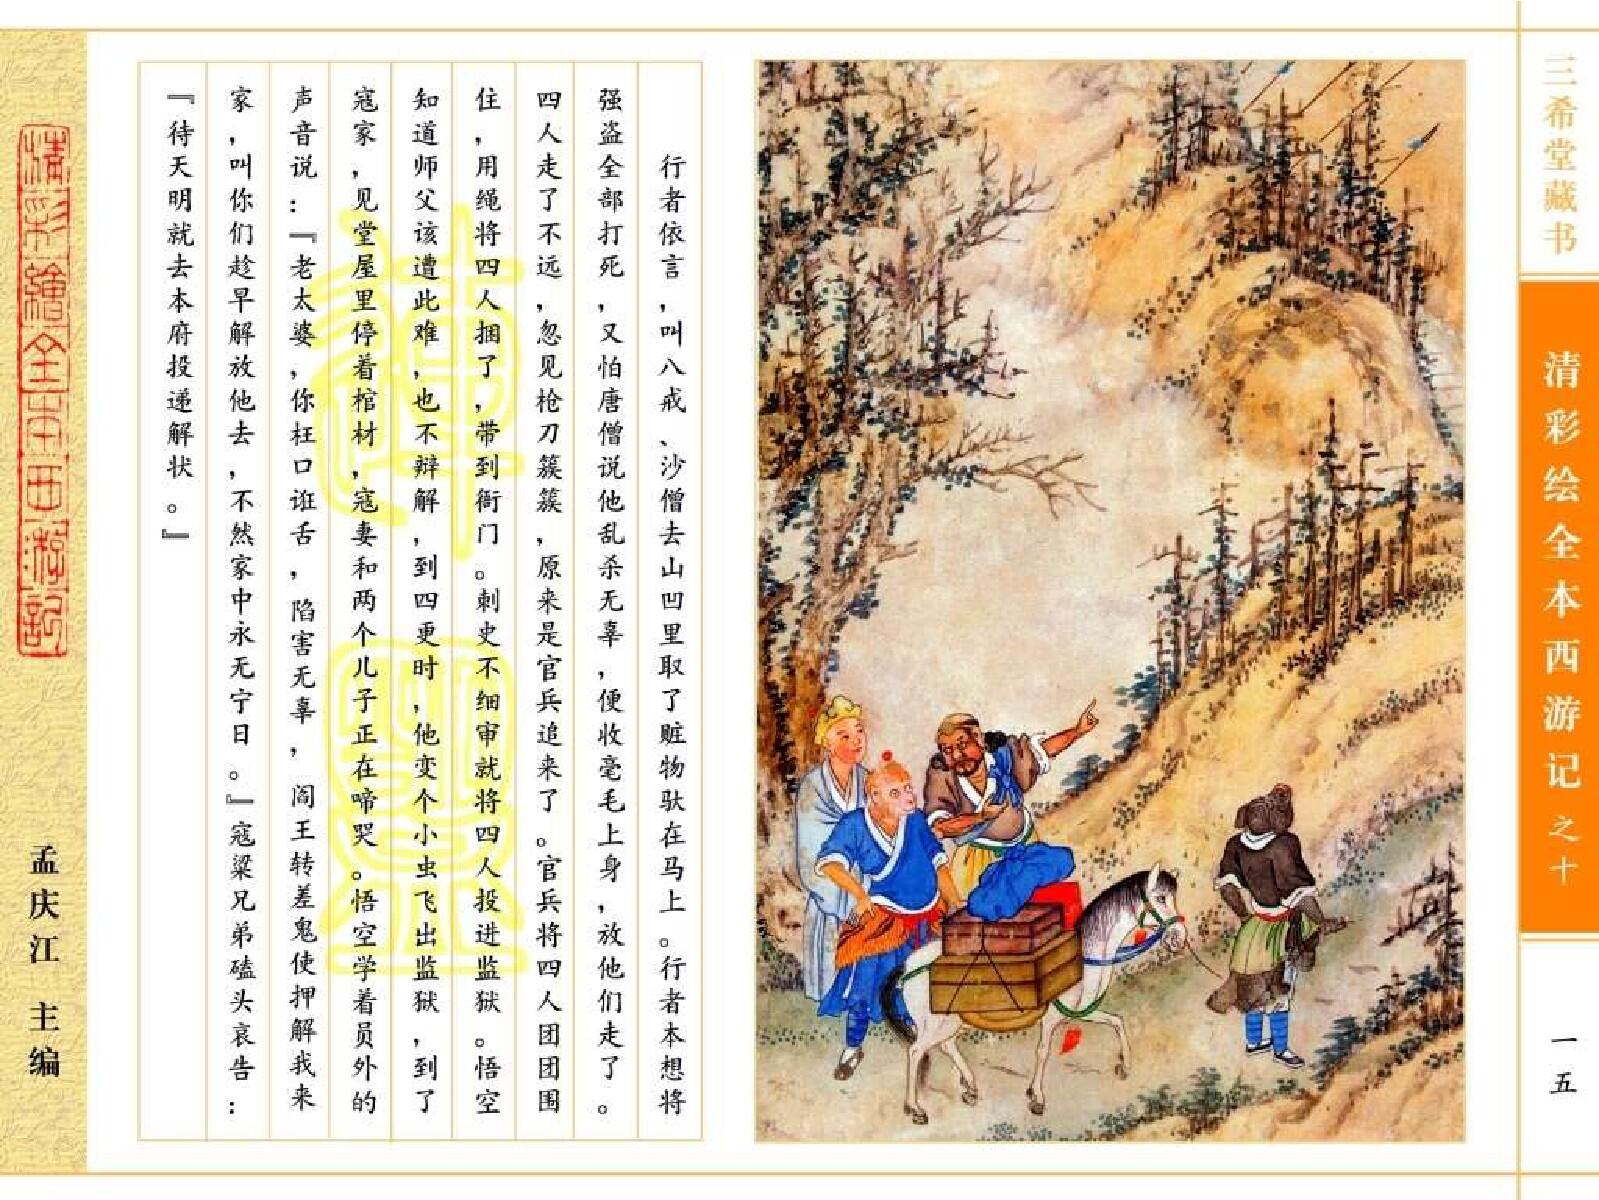 三希堂藏书
清彩绘全本西游记之十
一五
行者依言，叫八戒、沙僧去山凹里取了赃物驮在马上。行者本想将
强盗全部打死，又怕唐僧说他乱杀无辜，便收毫毛上身，放他们走了。
四人走了不远，忽见枪刀簇簇，原来是官兵追来了。官兵将四人团团围
住，用绳将四人捆了，带到衙门。刺史不细审就将四人投进监狱。悟空
知道师父该遭此难，也不辩解，到四更时，他变个小虫飞出监狱，到了
寇家，见堂屋里停着棺材，寇妻和两个儿子正在啼哭。悟空学着员外的
声音说：『老太婆，你枉口诳舌，陷害无辜，阎王转差鬼使押解我来
家，叫你们趁早解放他去，不然家中永无宁日。』寇梁兄弟磕头哀告：
『待天明就去本府投递解状。』
清彩繪全本西游記
孟庆江 主编